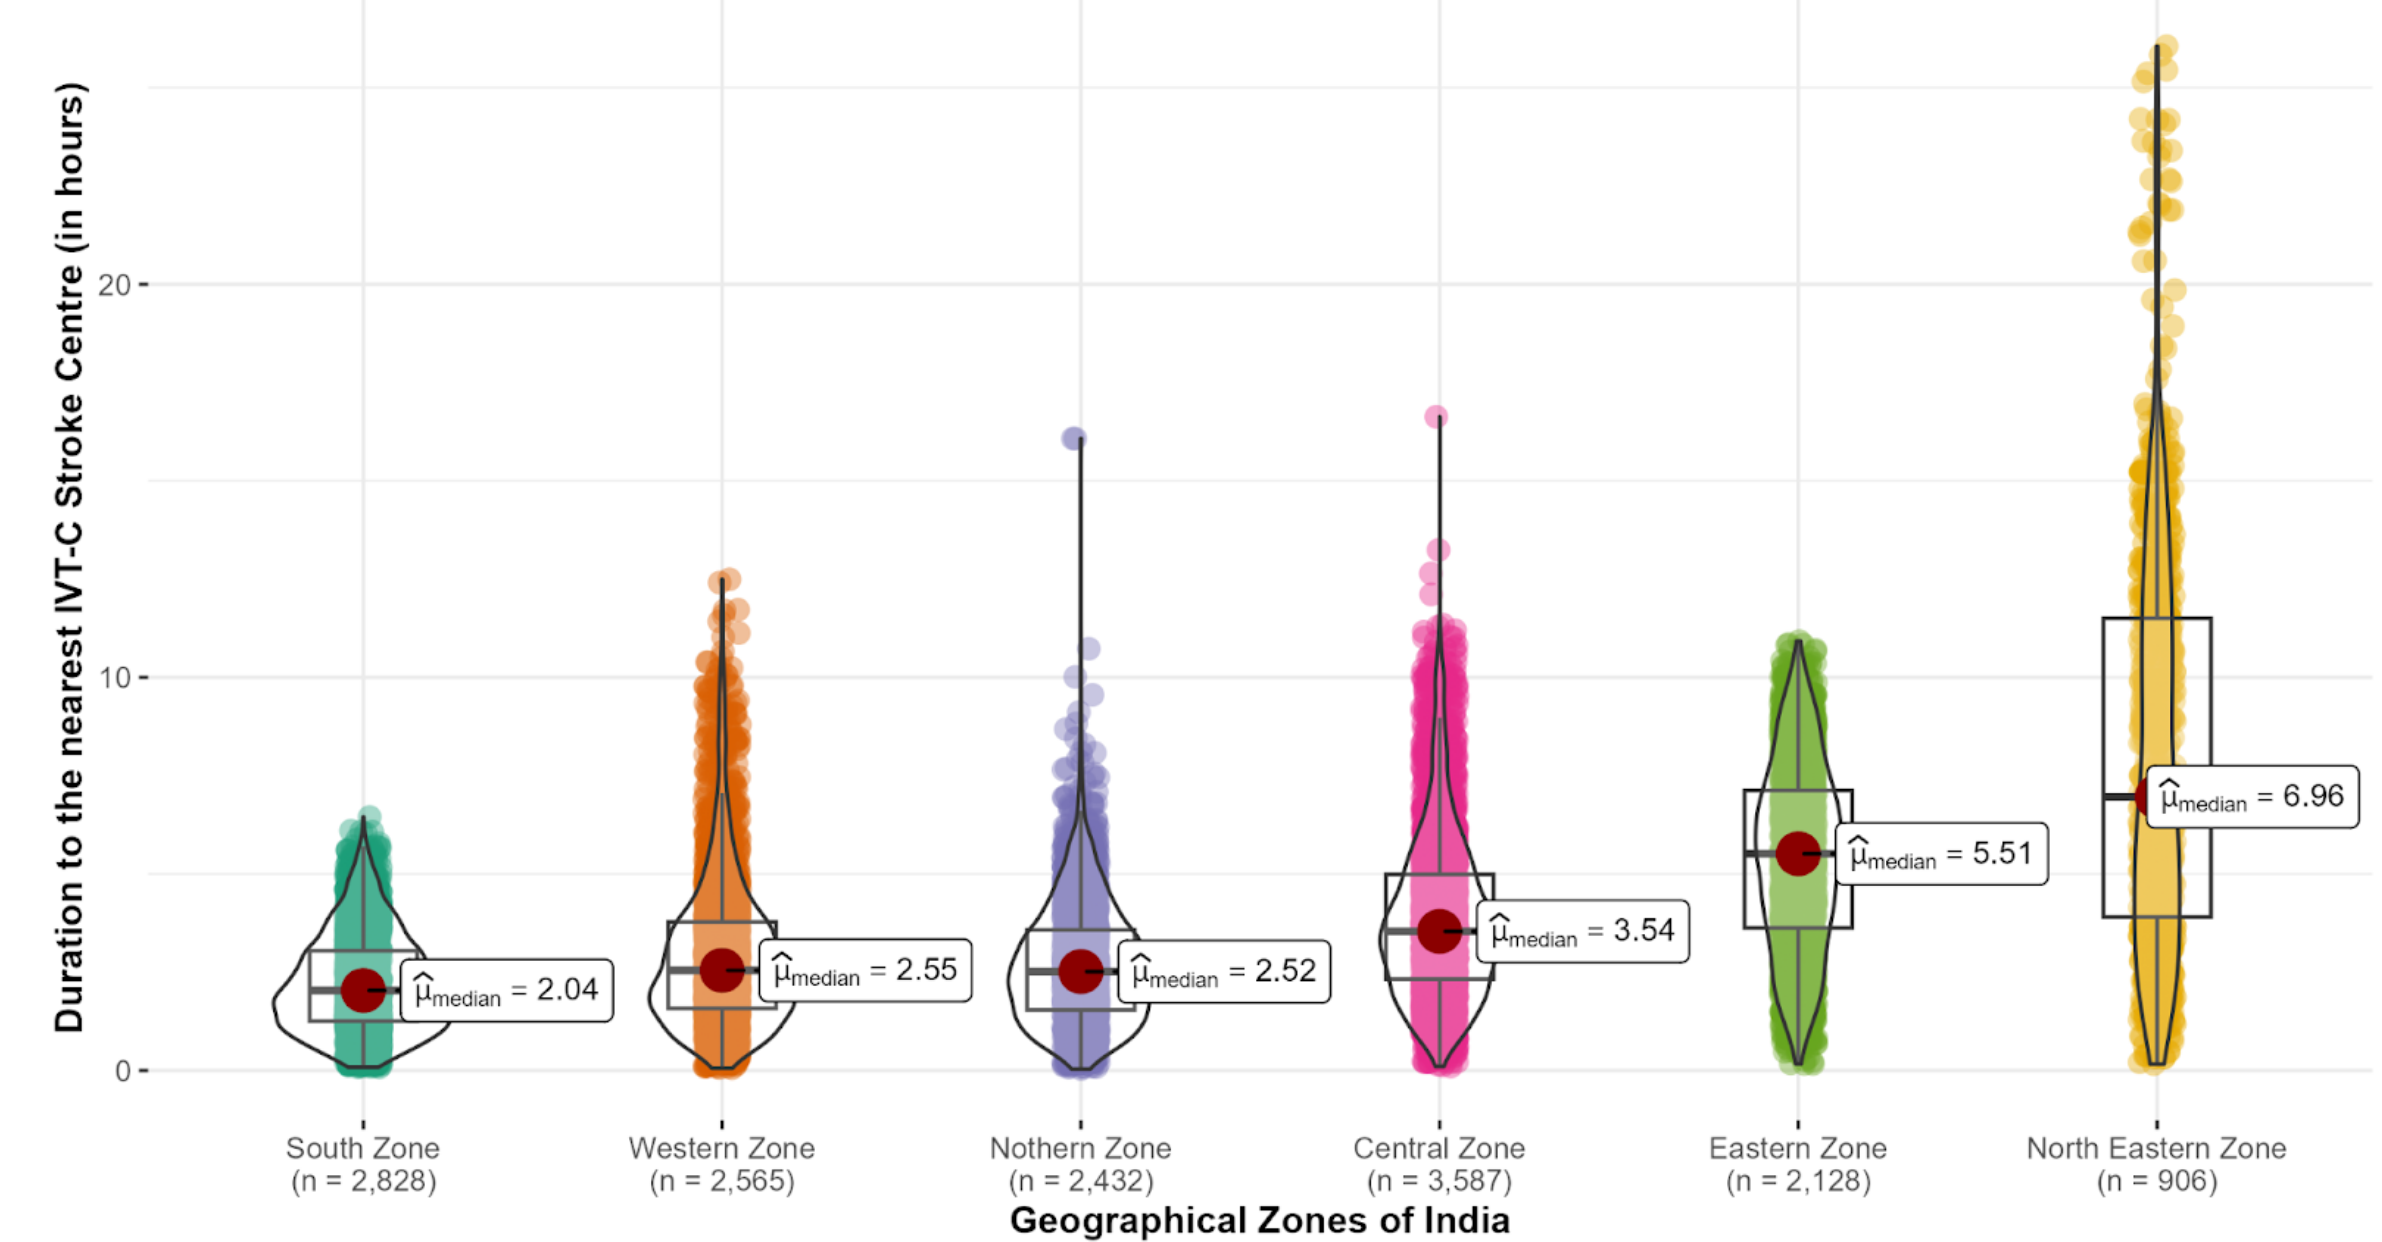 Duration to the nearest IVT-C Stroke Centre (in hours)
20
10
0
μ̂median = 2.04
μ̂median = 2.55
μ̂median = 2.52
μ̂median = 3.54
μ̂median = 5.51
μ̂median = 6.96
South Zone
(n = 2,828)
Western Zone
(n = 2,565)
Nothern Zone
(n = 2,432)
Central Zone
(n = 3,587)
Eastern Zone
(n = 2,128)
North Eastern Zone
(n = 906)
Geographical Zones of India